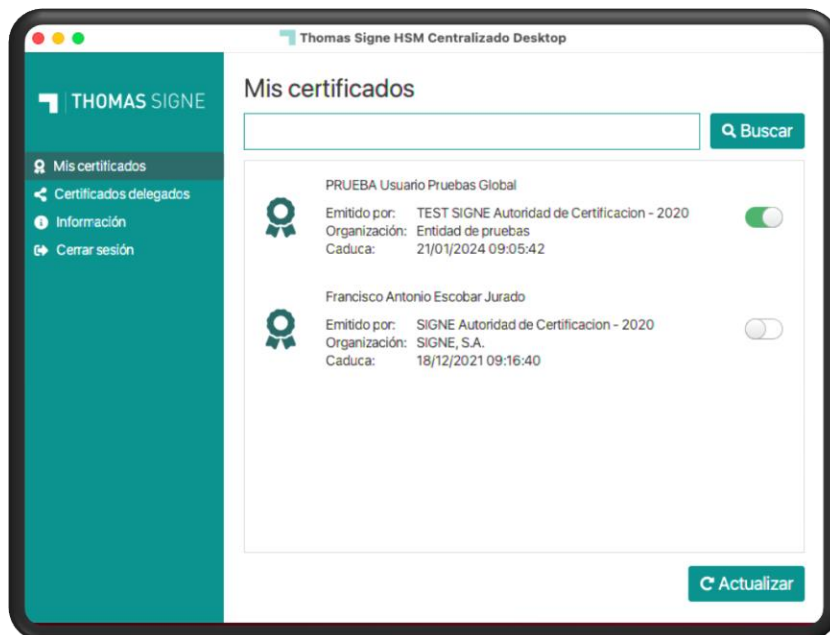 Thomas Signe HSM Centralizado Desktop
THOMAS SIGNE
Mis certificados
Certificados delegados
Información
Cerrar sesión
Mis certificados
Buscar
PRUEBA Usuario Pruebas Global
Emitido por: TEST SIGNE Autoridad de Certificacion - 2020
Organización: Entidad de pruebas
Caduca: 21/01/2024 09:05:42
Francisco Antonio Escobar Jurado
Emitido por: SIGNE Autoridad de Certificacion - 2020
Organización: SIGNE, S.A.
Caduca: 18/12/2021 09:16:40
Actualizar